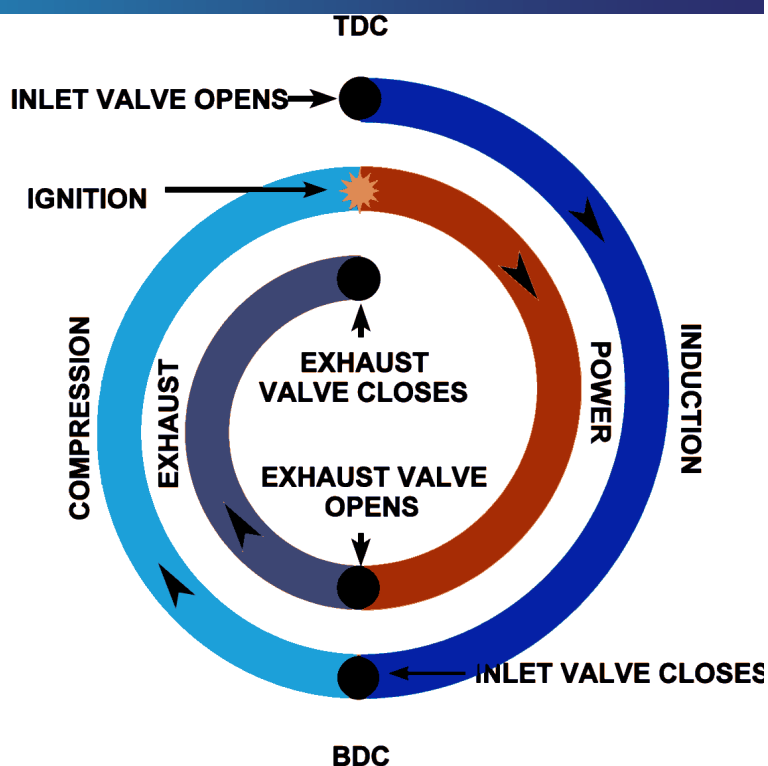 TDC
INLET VALVE OPENS
IGNITION
COMPRESSION
EXHAUST
EXHAUST
VALVE CLOSES
POWER
INDUCTION
EXHAUST VALVE
OPENS
INLET VALVE CLOSES
BDC